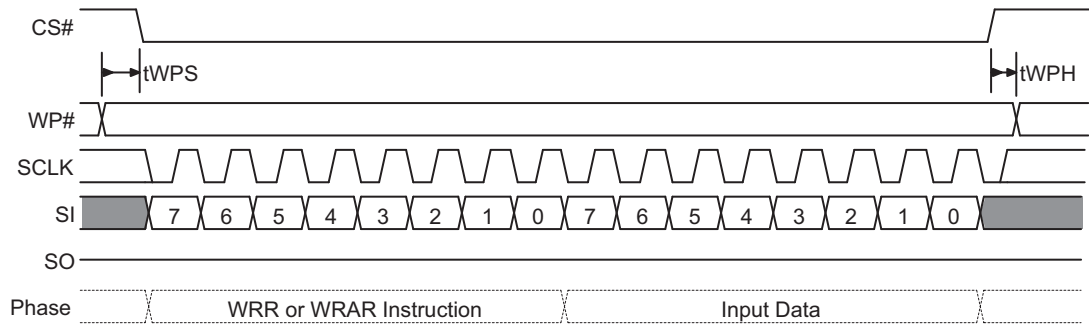 CS#
tWPS
tWPH
WP#
SCLK
SI 7 6 5 4 3 2 1 0 7 6 5 4 3 2 1 0
SO
Phase WRR or WRAR Instruction Input Data